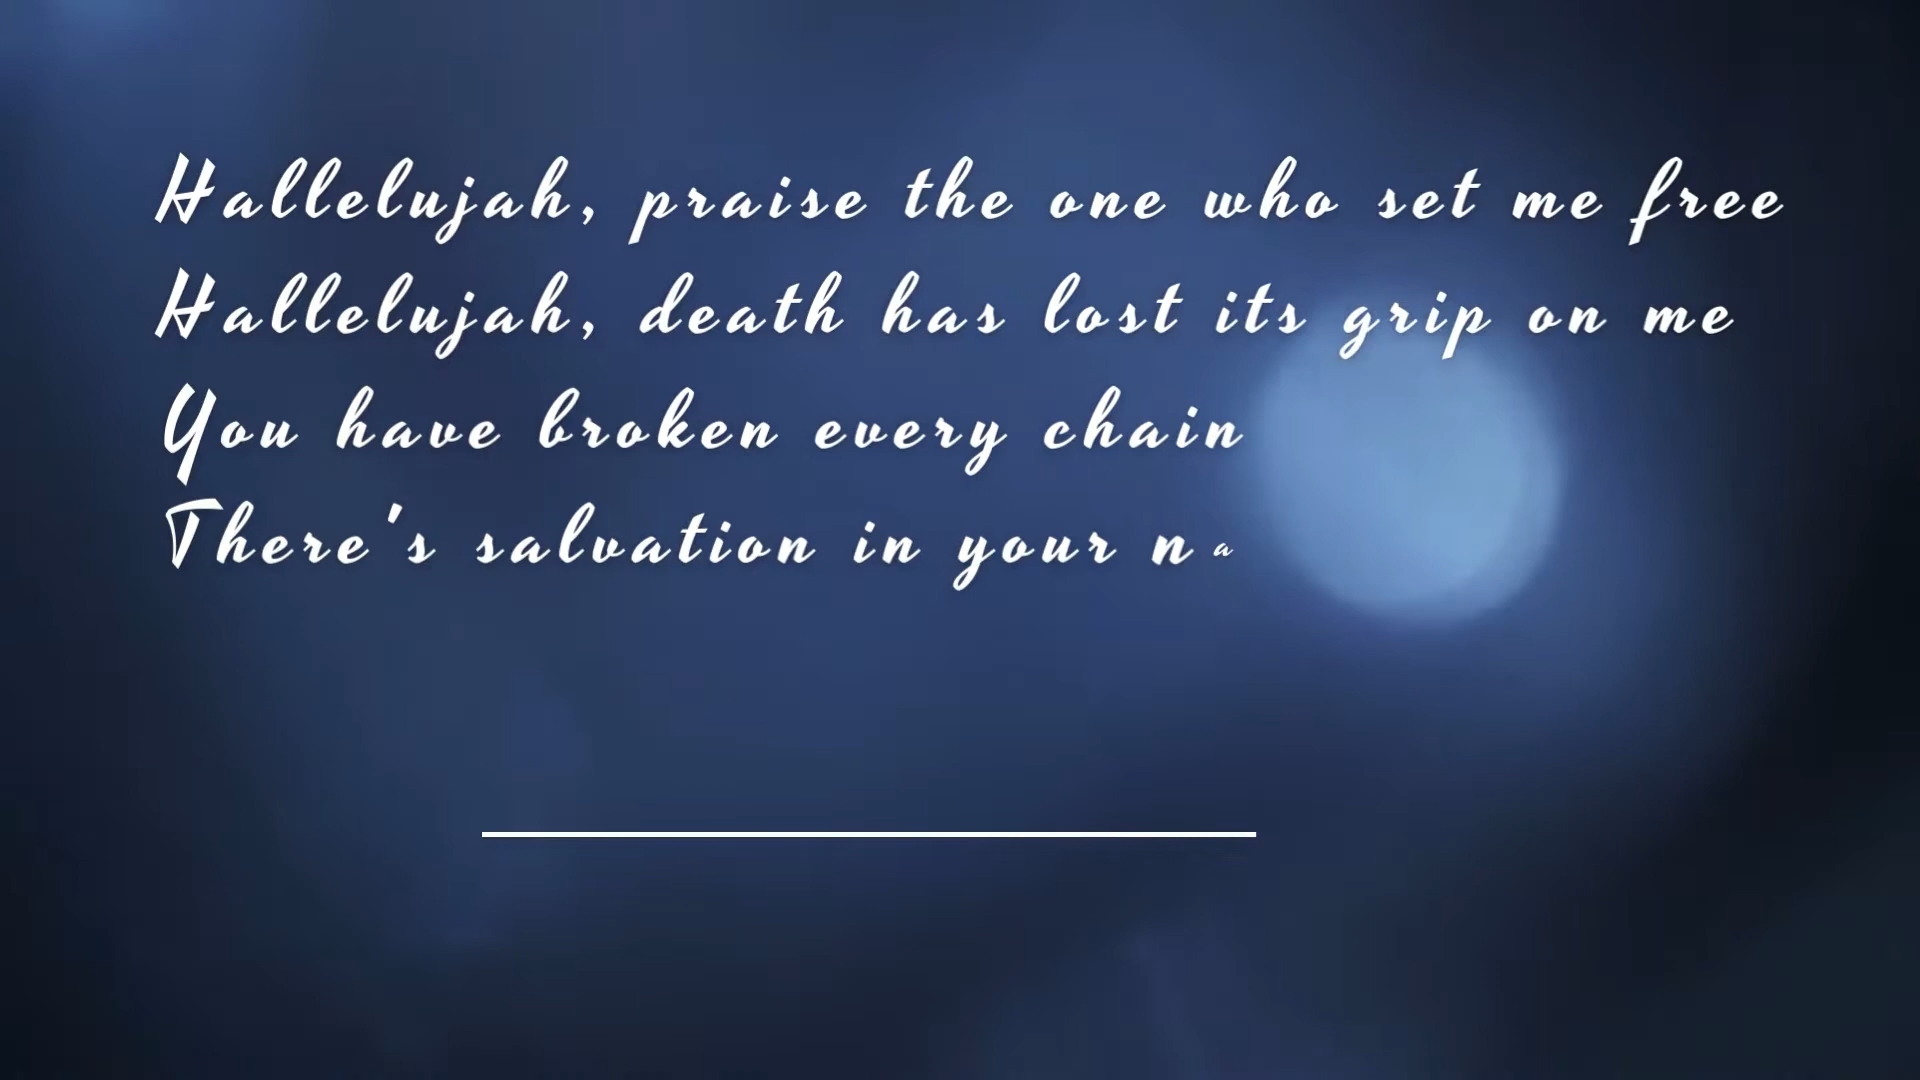 Hallelujah, praise the one who set me free
Hallelujah, death has lost its grip on me
You have broken every chain
There's salvation in your na